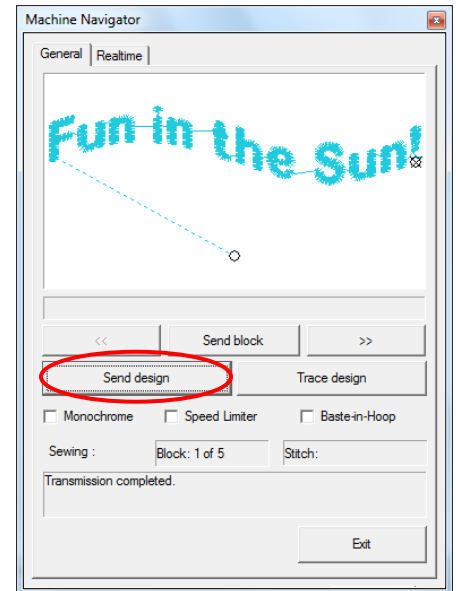 Machine Navigator
General Realtime
Fun in the Sun!
<< Send block >>
Send design Trace design
Monochrome Speed Limiter Baste-in-Hoop
Sewing : Block: 1 of 5 Stitch:
Transmission completed.
Exit